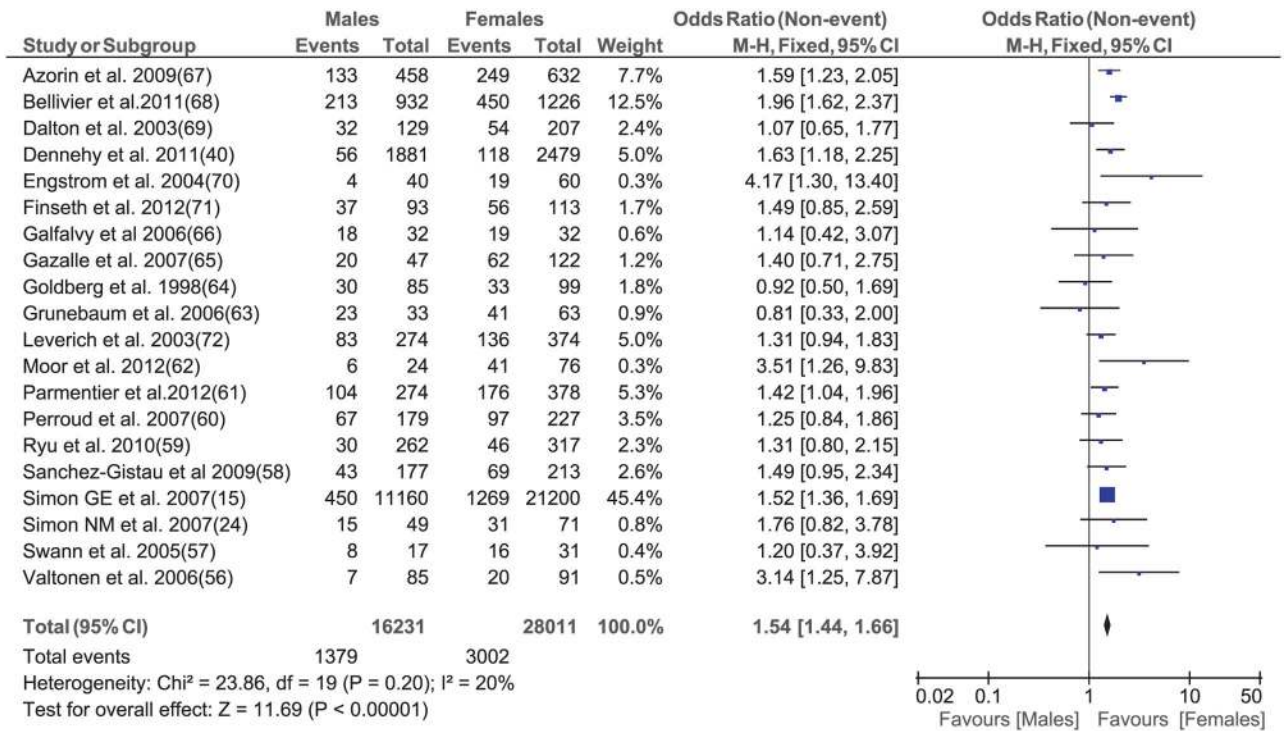 Males Females Odds Ratio (Non-event) Odds Ratio (Non-event)
Study or Subgroup Events Total Events Total Weight M-H, Fixed, 95% CI M-H, Fixed, 95% CI
Azorin et al. 2009(67) 133 458 249 632 7.7% 1.59 [1.23, 2.05]
Bellivier et al.2011(68) 213 932 450 1226 12.5% 1.96 [1.62, 2.37]
Dalton et al. 2003(69) 32 129 54 207 2.4% 1.07 [0.65, 1.77]
Dennehy et al. 2011(40) 56 1881 118 2479 5.0% 1.63 [1.18, 2.25]
Engstrom et al. 2004(70) 4 40 19 60 0.3% 4.17 [1.30, 13.40]
Finseth et al. 2012(71) 37 93 56 113 1.7% 1.49 [0.85, 2.59]
Galfalvy et al 2006(66) 18 32 19 32 0.6% 1.14 [0.42, 3.07]
Gazalle et al. 2007(65) 20 47 62 122 1.2% 1.40 [0.71, 2.75]
Goldberg et al. 1998(64) 30 85 33 99 1.8% 0.92 [0.50, 1.69]
Grunebaum et al. 2006(63) 23 33 41 63 0.9% 0.81 [0.33, 2.00]
Leverich et al. 2003(72) 83 274 136 374 5.0% 1.31 [0.94, 1.83]
Moor et al. 2012(62) 6 24 41 76 0.3% 3.51 [1.26, 9.83]
Parmentier et al.2012(61) 104 274 176 378 5.3% 1.42 [1.04, 1.96]
Perroud et al. 2007(60) 67 179 97 227 3.5% 1.25 [0.84, 1.86]
Ryu et al. 2010(59) 30 262 46 317 2.3% 1.31 [0.80, 2.15]
Sanchez-Gistau et al 2009(58) 43 177 69 213 2.6% 1.49 [0.95, 2.34]
Simon GE et al. 2007(15) 450 11160 1269 21200 45.4% 1.52 [1.36, 1.69]
Simon NM et al. 2007(24) 15 49 31 71 0.8% 1.76 [0.82, 3.78]
Swann et al. 2005(57) 8 17 16 31 0.4% 1.20 [0.37, 3.92]
Valtonen et al. 2006(56) 7 85 20 91 0.5% 3.14 [1.25, 7.87]
Total (95% CI) 16231 28011 100.0% 1.54 [1.44, 1.66]
Total events 1379 3002
Heterogeneity: Chi² = 23.86, df = 19 (P = 0.20); I² = 20%
Test for overall effect: Z = 11.69 (P < 0.00001)
0.02 0.1 1 10 50
Favours [Males] Favours [Females]